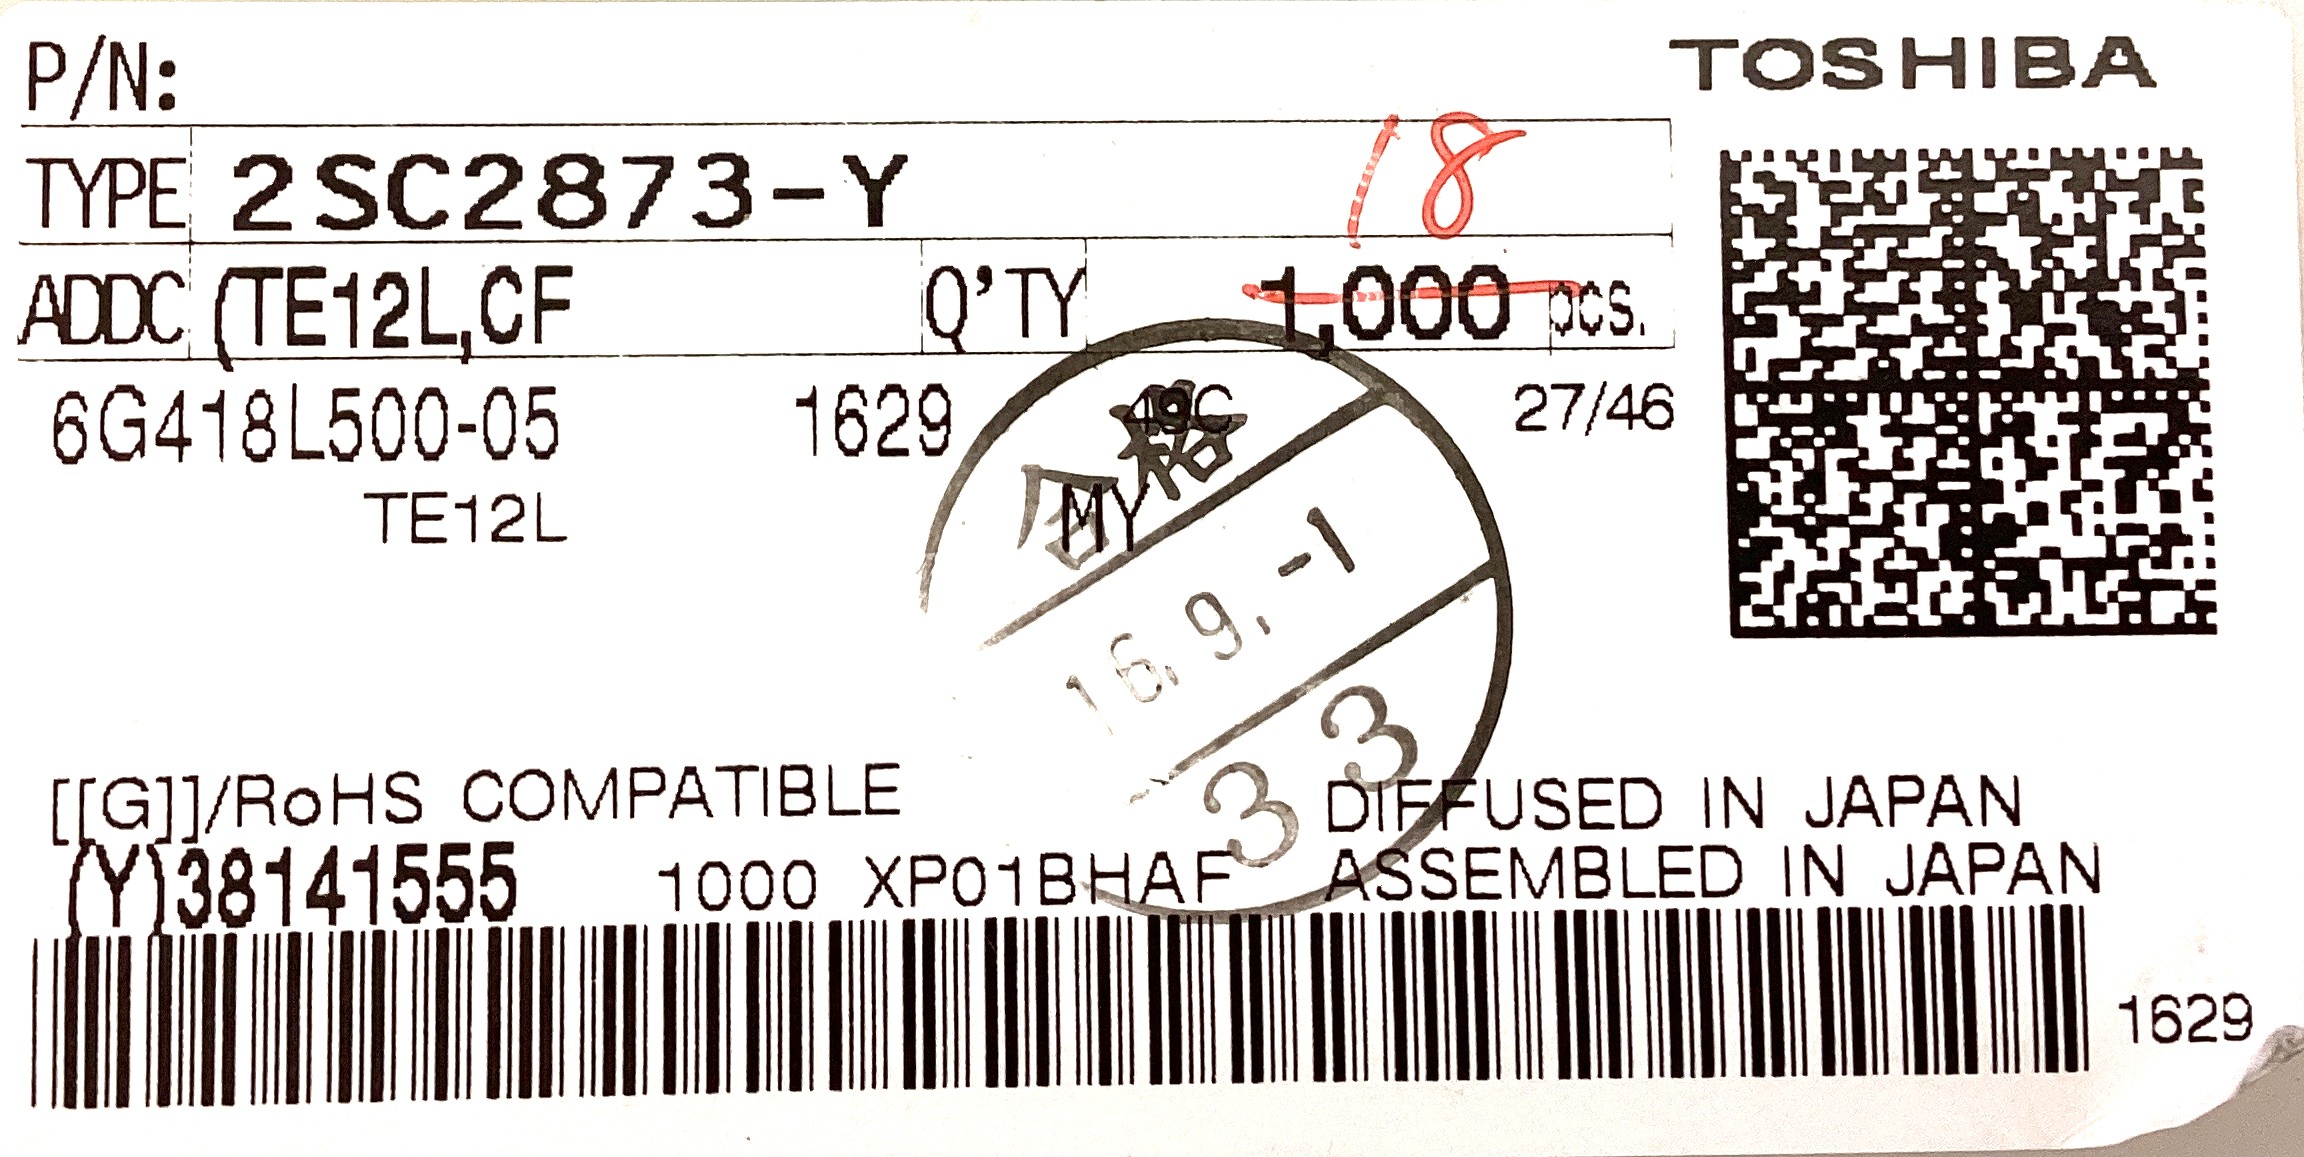 P/N:
TOSHIBA
18
TYPE 2SC2873-Y
ADDC (TE12L,CF Q'TY 1,000 pcs.
6G418L500-05 1629 49C 27/46
TE12L MY
合格
16.9.-1
33
[[G]]/RoHS COMPATIBLE DIFFUSED IN JAPAN
(Y)38141555 1000 XP01BHAF ASSEMBLED IN JAPAN
1629